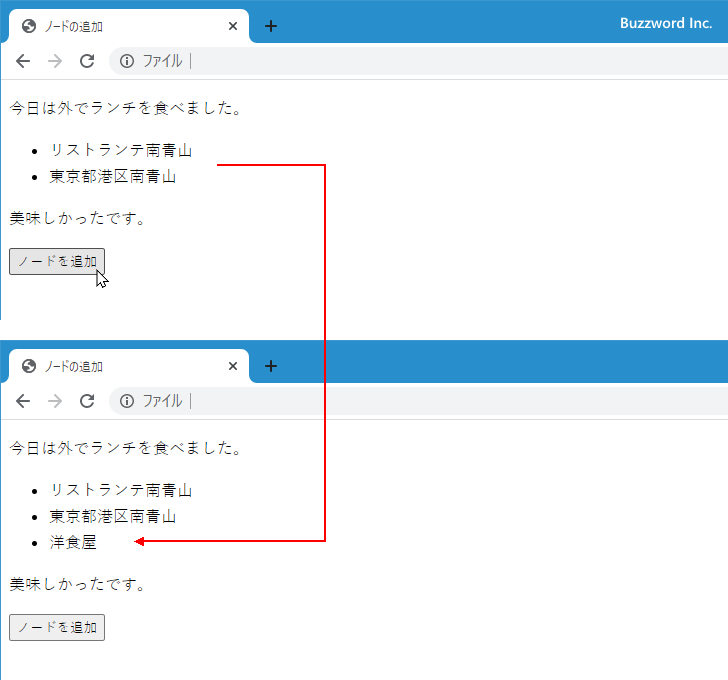 ノードの追加
Buzzword Inc.
ファイル
今日は外でランチを食べました。
リストランテ南青山
東京都港区南青山
美味しかったです。
ノードを追加
ノードの追加
ファイル
今日は外でランチを食べました。
リストランテ南青山
東京都港区南青山
洋食屋
美味しかったです。
ノードを追加